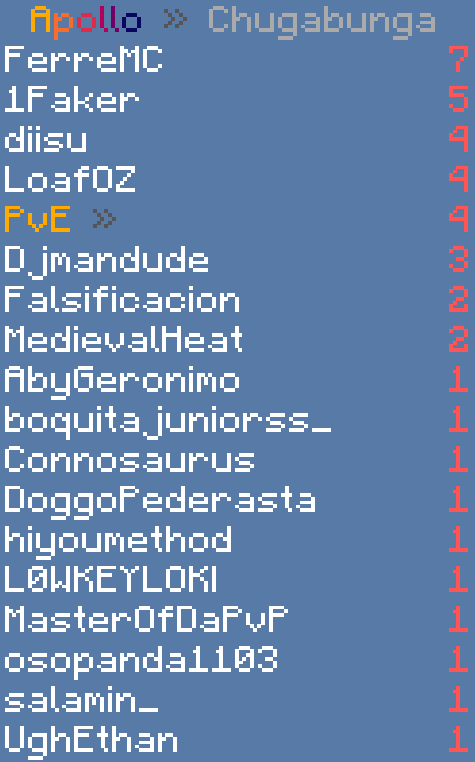 Apollo » Chugabunga
FerreMC 7
1Faker 5
diisu 4
LoafOZ 4
PvE » 4
Djmandude 3
Falsificacion 2
MedievalHeat 2
AbyGeronimo 1
boquitajuniorss_ 1
Connosaurus 1
DoggoPederasta 1
hiyoumethod 1
L0WKEYLOKI 1
MasterOfDaPvP 1
osopanda1103 1
salamin_ 1
UghEthan 1